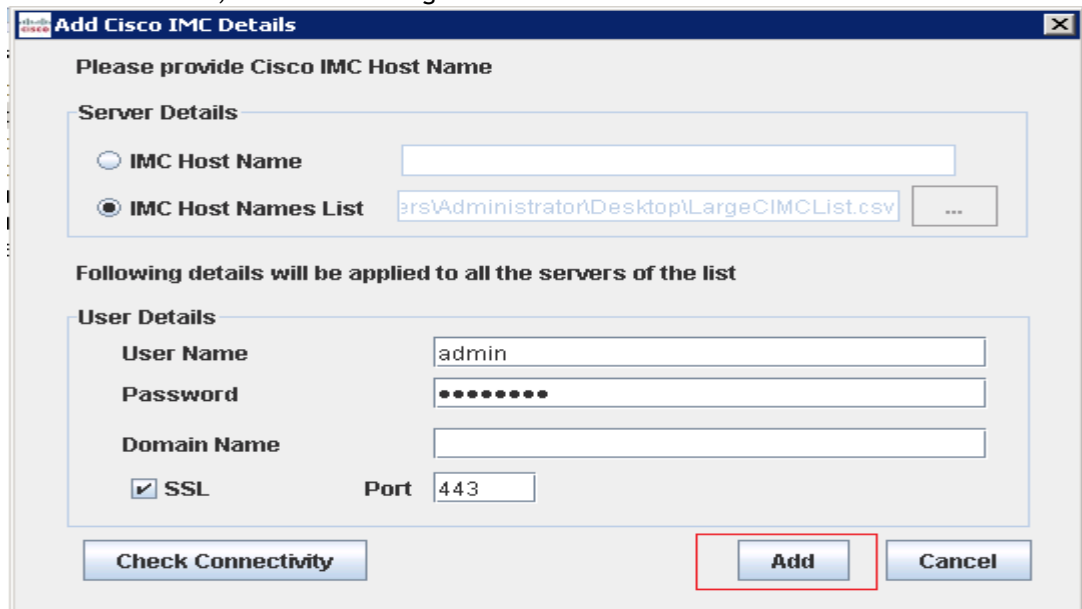 cisco Add Cisco IMC Details
Please provide Cisco IMC Host Name
Server Details
IMC Host Name
IMC Host Names List ers\Administrator\Desktop\LargeCIMCList.csv ...
Following details will be applied to all the servers of the list
User Details
User Name admin
Password ••••••••
Domain Name
SSL Port 443
Check Connectivity Add Cancel